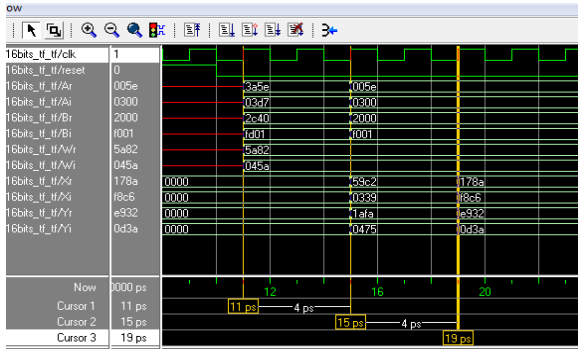 ow
16bits_tf_tf/clk 1
16bits_tf_tf/reset 0
16bits_tf_tf/Ar 005e 3a5e 005e
16bits_tf_tf/Ai 0300 03d7 0300
16bits_tf_tf/Br 2000 2c40 2000
16bits_tf_tf/Bi f001 fd01 f001
16bits_tf_tf/Wr 5a82 5a82
16bits_tf_tf/Wi 045a 045a
16bits_tf_tf/Xr 178a 0000 59c2 178a
16bits_tf_tf/Xi f8c6 0000 0339 f8c6
16bits_tf_tf/Yr e932 0000 1afa e932
16bits_tf_tf/Yi 0d3a 0000 0475 0d3a
Now 0000 ps 12 16 20
Cursor 1 11 ps 11 ps 4 ps
Cursor 2 15 ps 15 ps 4 ps
Cursor 3 19 ps 19 ps